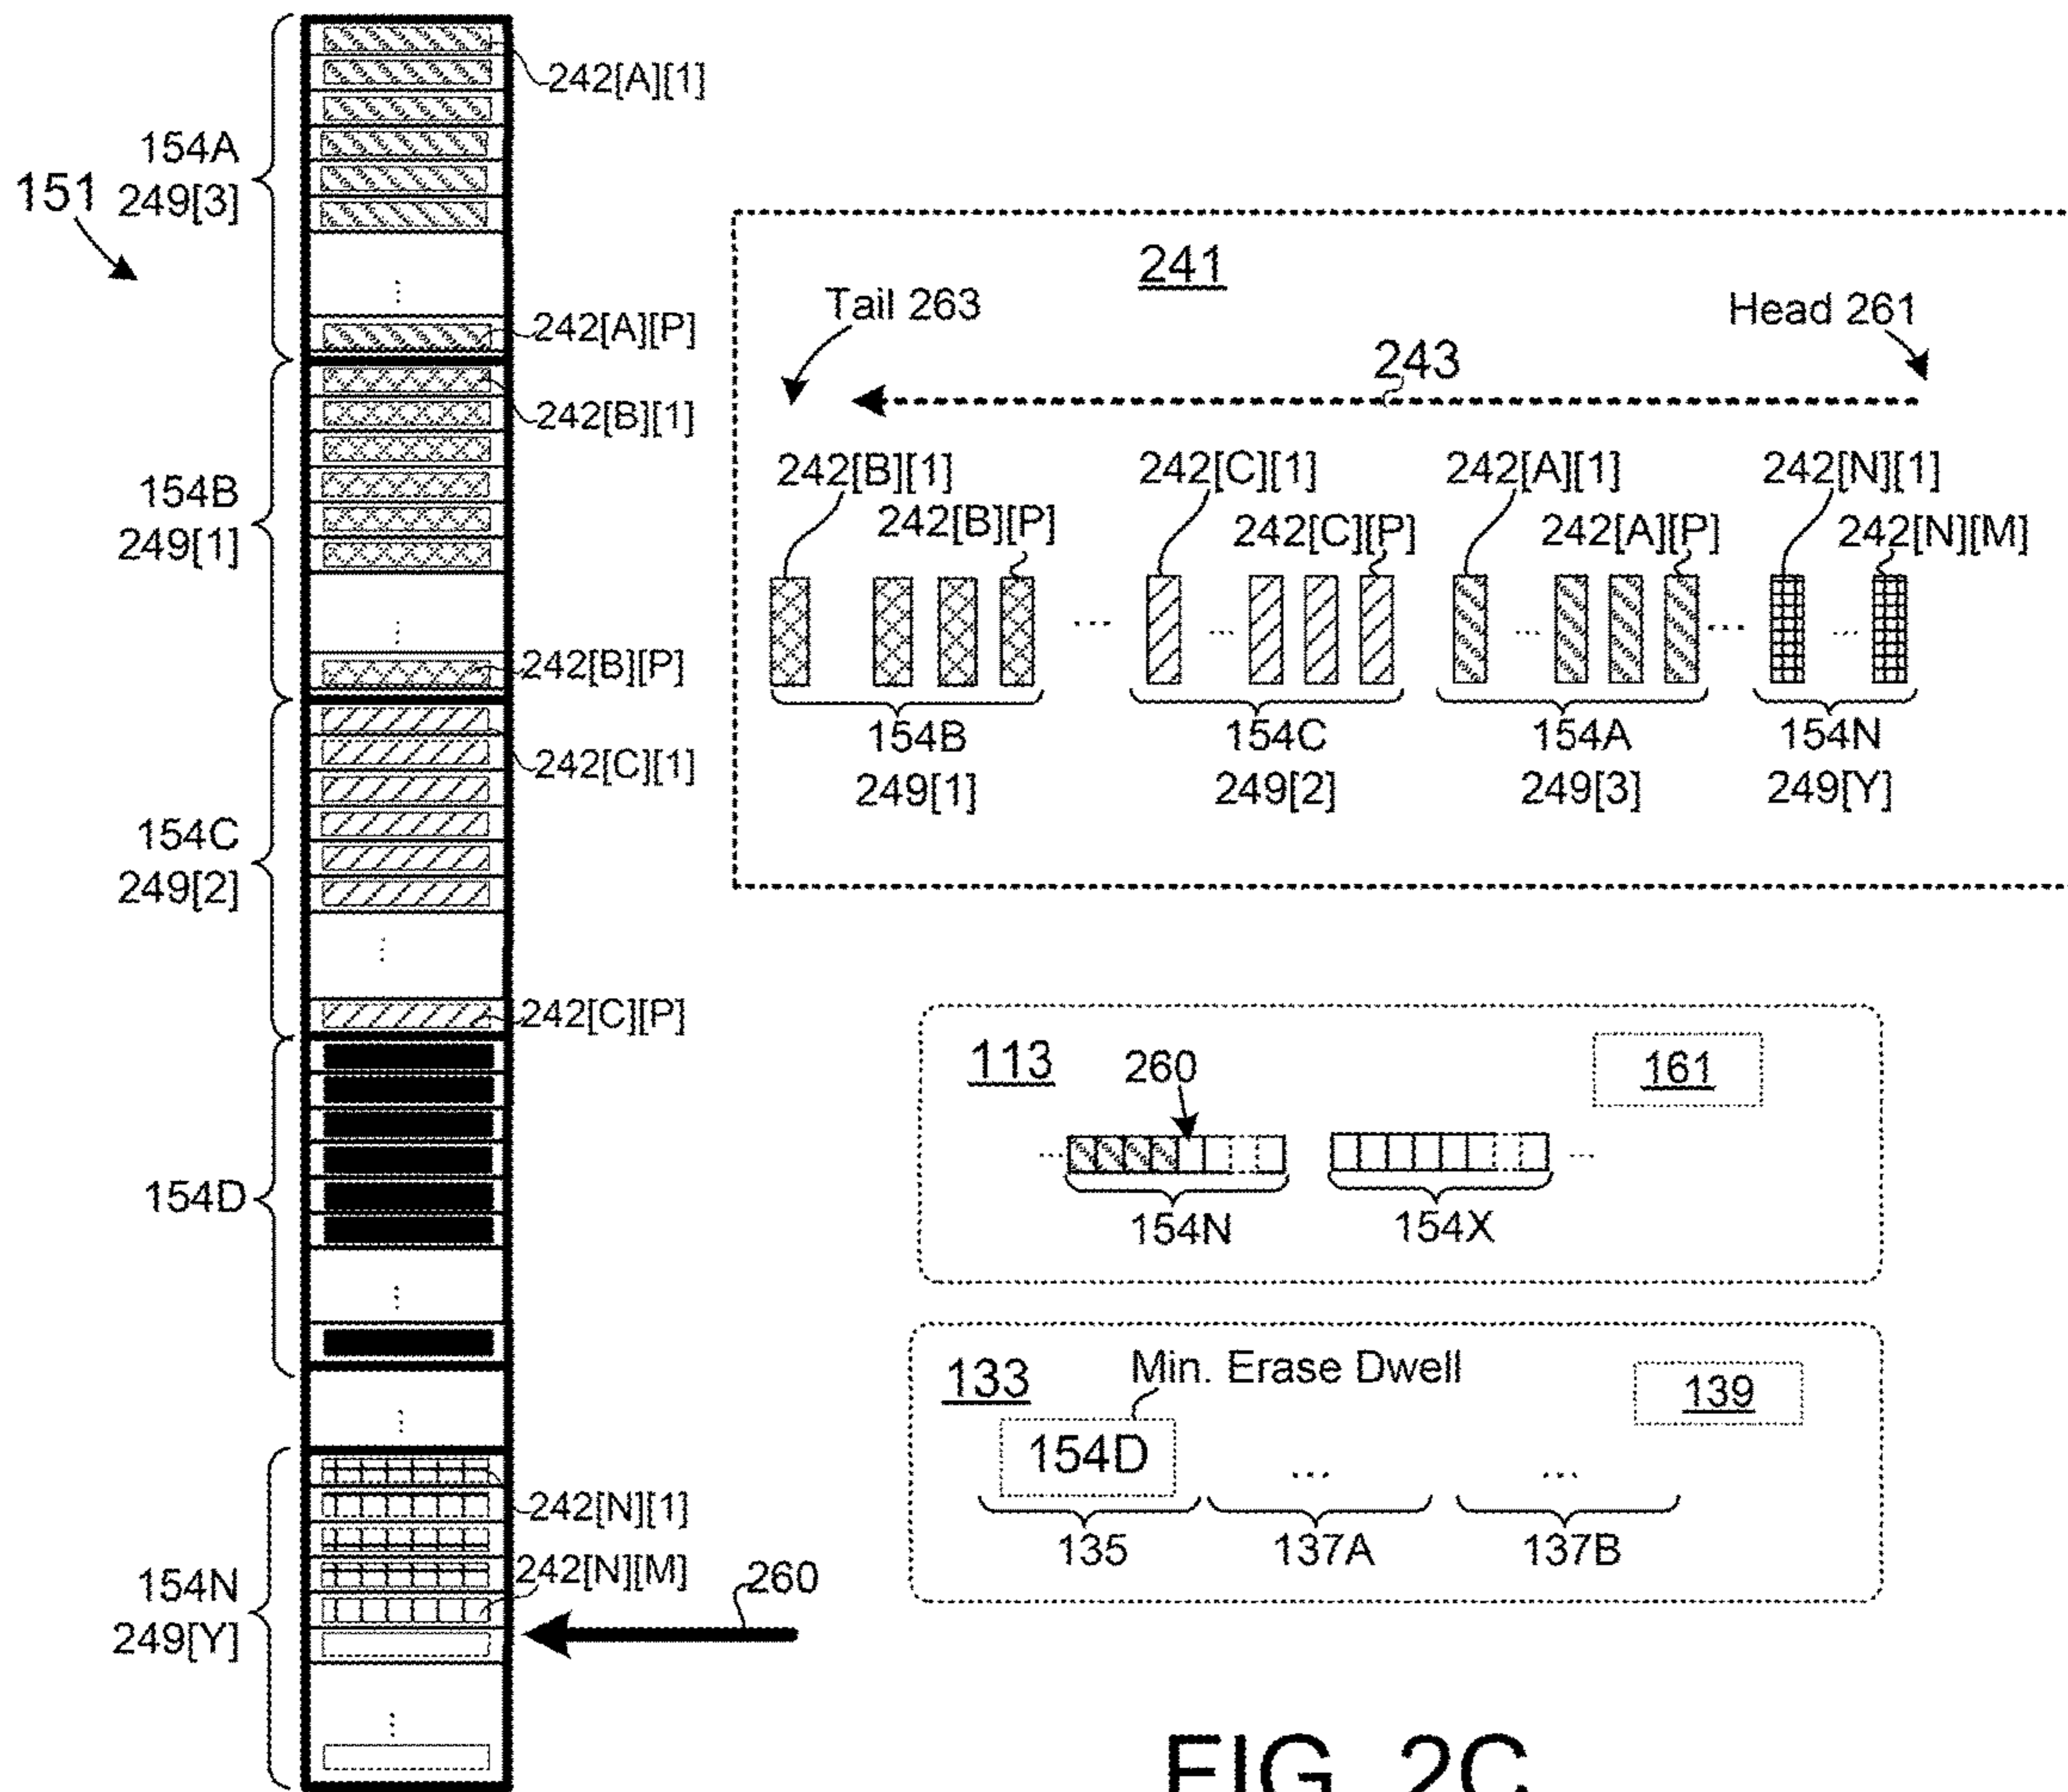 151
154A
249[3]
242[A][1]
242[A][P]
154B
249[1]
242[B][1]
242[B][P]
154C
249[2]
242[C][1]
242[C][P]
154D
154N
249[Y]
242[N][1]
242[N][M]
260
241
Tail 263
Head 261
243
242[B][1]
242[C][1]
242[A][1]
242[N][1]
242[B][P]
242[C][P]
242[A][P]
242[N][M]
...
...
...
...
...
154B
154C
154A
154N
249[1]
249[2]
249[3]
249[Y]
113
260
161
...
...
154N
154X
133
Min. Erase Dwell
139
154D
...
...
135
137A
137B
FIG. 2C